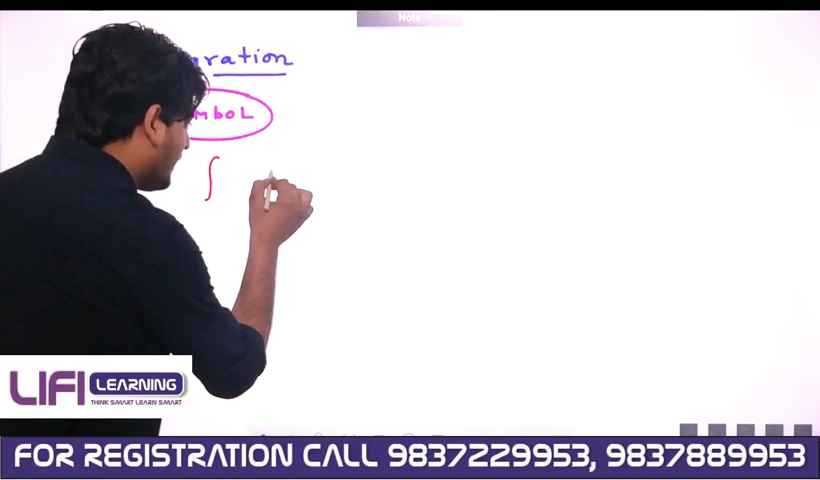 Note
ration
mboL
∫
LIFI LEARNING
THINK SMART LEARN SMART
FOR REGISTRATION CALL 9837229953, 9837889953